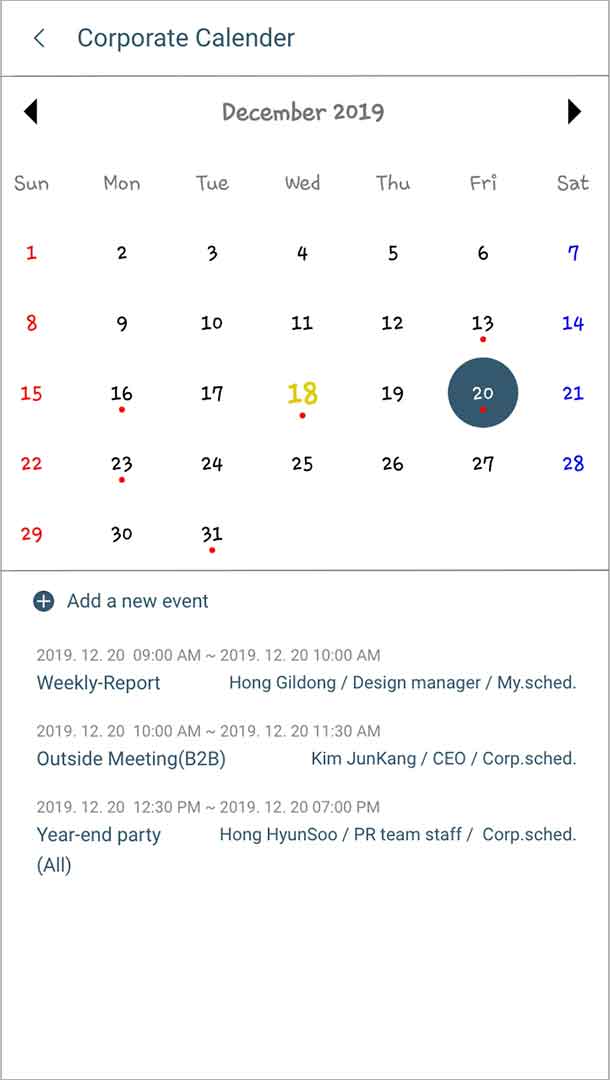 Corporate Calender
December 2019
Sun Mon Tue Wed Thu Fri Sat
1 2 3 4 5 6 7
8 9 10 11 12 13 14
15 16 17 18 19 20 21
22 23 24 25 26 27 28
29 30 31
Add a new event
2019. 12. 20 09:00 AM ~ 2019. 12. 20 10:00 AM
Weekly-Report Hong Gildong / Design manager / My.sched.
2019. 12. 20 10:00 AM ~ 2019. 12. 20 11:30 AM
Outside Meeting(B2B) Kim JunKang / CEO / Corp.sched.
2019. 12. 20 12:30 PM ~ 2019. 12. 20 07:00 PM
Year-end party Hong HyunSoo / PR team staff / Corp.sched.
(All)